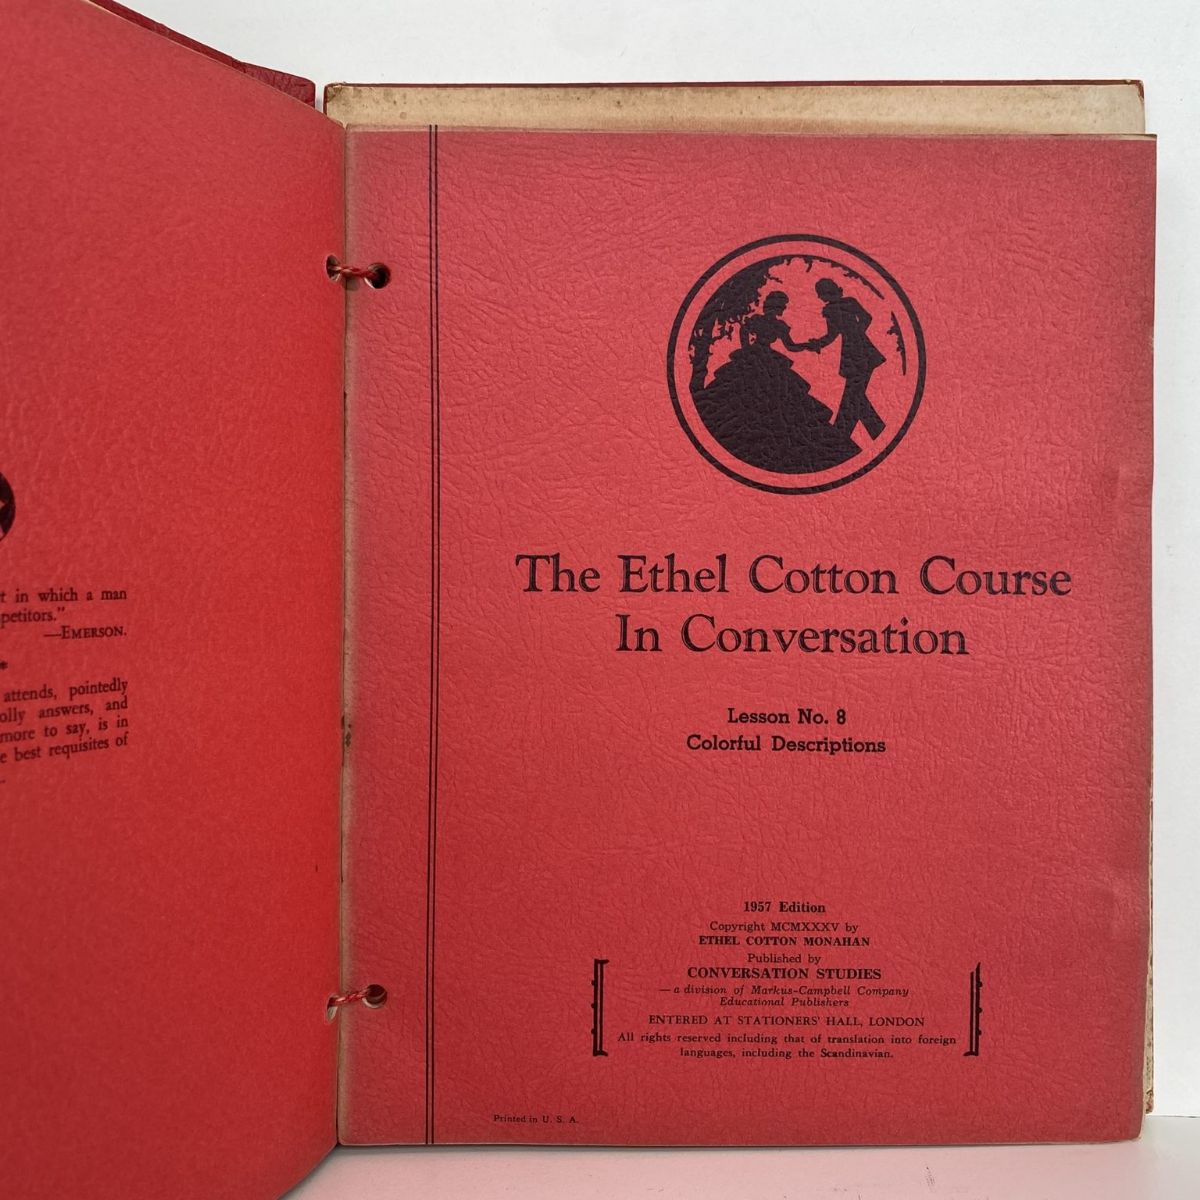 t in which a man
petitors."
—EMERSON.
*
attends, pointedly
olly answers, and
more to say, is in
e best requisites of
The Ethel Cotton Course
In Conversation
Lesson No. 8
Colorful Descriptions
1957 Edition
Copyright MCMXXXV by
ETHEL COTTON MONAHAN
Published by
CONVERSATION STUDIES
—a division of Markus-Campbell Company
Educational Publishers
ENTERED AT STATIONERS' HALL, LONDON
All rights reserved including that of translation into foreign
languages, including the Scandinavian.
Printed in U. S. A.